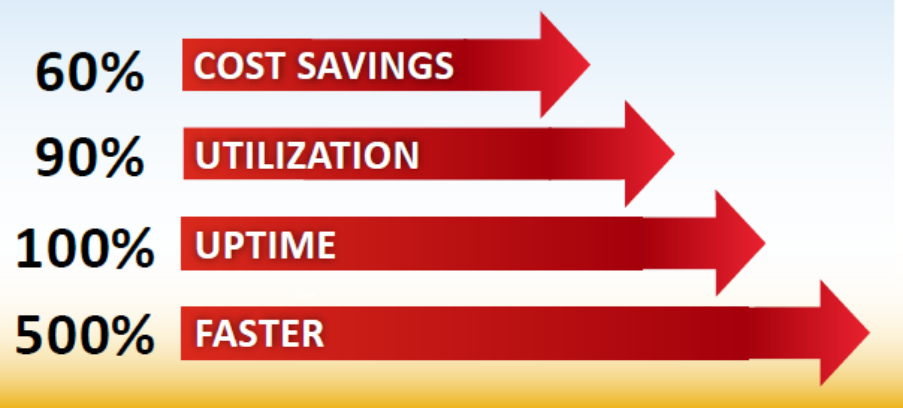 60% COST SAVINGS
90% UTILIZATION
100% UPTIME
500% FASTER